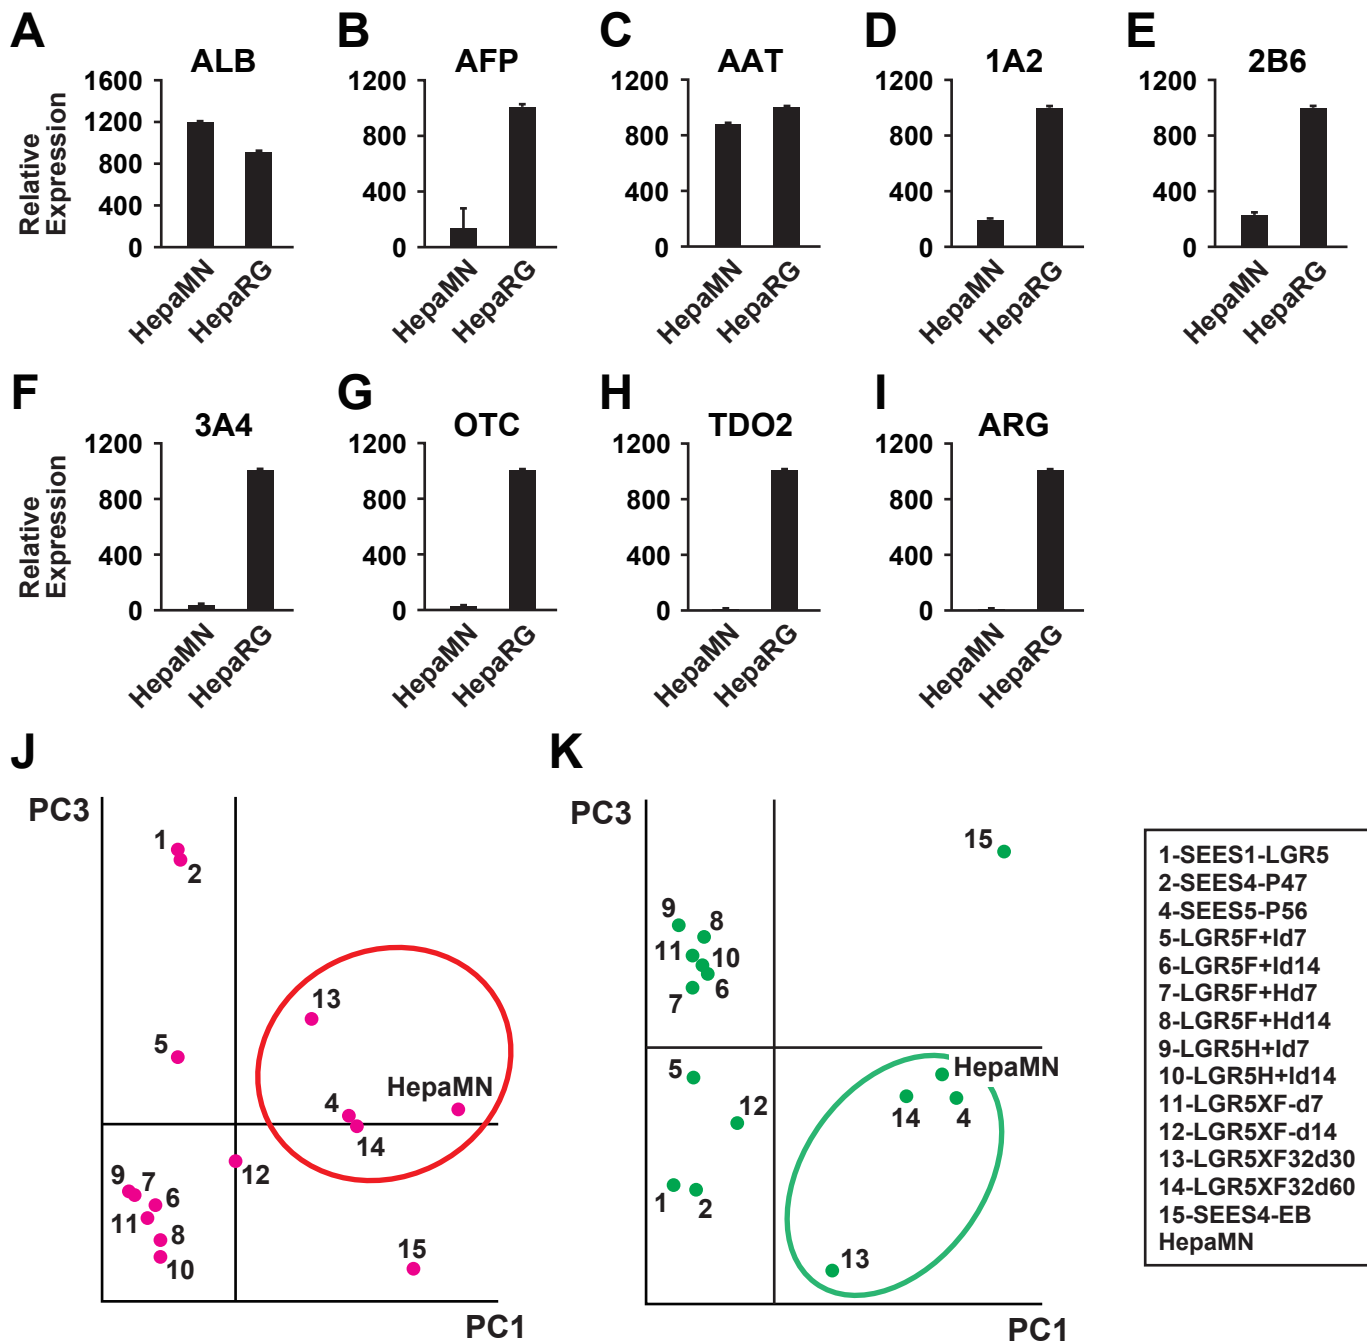 A
ALB
1600
1200
800
400
0
Relative
Expression
HepaMN
HepaRG
B
AFP
1200
800
400
0
HepaMN
HepaRG
C
AAT
1200
800
400
0
HepaMN
HepaRG
D
1A2
1200
800
400
0
HepaMN
HepaRG
E
2B6
1200
800
400
0
HepaMN
HepaRG
F
3A4
1200
800
400
0
Relative
Expression
HepaMN
HepaRG
G
OTC
1200
800
400
0
HepaMN
HepaRG
H
TDO2
1200
800
400
0
HepaMN
HepaRG
I
ARG
1200
800
400
0
HepaMN
HepaRG
J
PC3
1
2
13
5
HepaMN
4
14
12
9
7
6
11
8
10
15
PC1
K
PC3
15
9
8
11
10
6
7
5
HepaMN
12
14
4
1
2
13
PC1
1-SEES1-LGR5
2-SEES4-P47
4-SEES5-P56
5-LGR5F+Id7
6-LGR5F+Id14
7-LGR5F+Hd7
8-LGR5F+Hd14
9-LGR5H+Id7
10-LGR5H+Id14
11-LGR5XF-d7
12-LGR5XF-d14
13-LGR5XF32d30
14-LGR5XF32d60
15-SEES4-EB
HepaMN